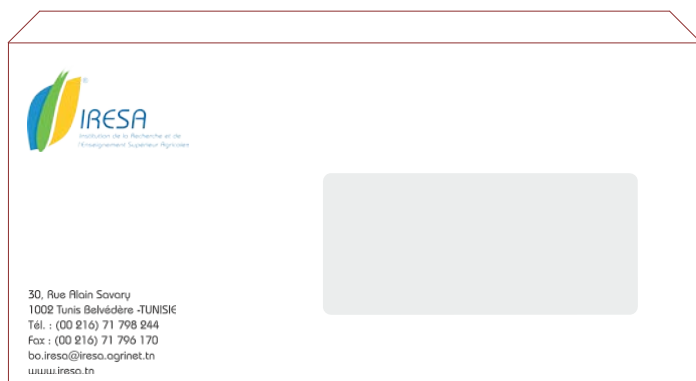 IRESA
Institution de la Recherche et de
l'Enseignement Supérieur Agricoles
30, Rue Alain Savary
1002 Tunis Belvédère -TUNISIE
Tél. : (00 216) 71 798 244
Fax : (00 216) 71 796 170
bo.iresa@iresa.agrinet.tn
www.iresa.tn